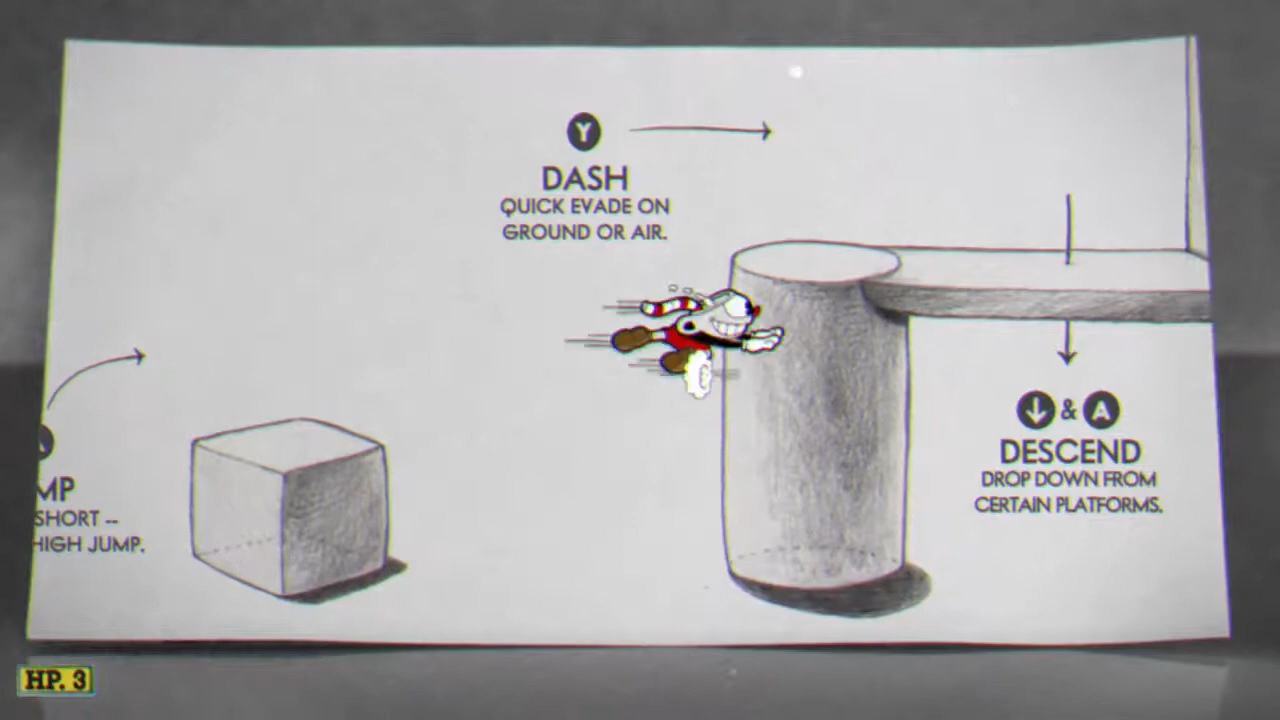 Y
DASH
QUICK EVADE ON
GROUND OR AIR.
MP
SHORT --
HIGH JUMP.
↓ & A
DESCEND
DROP DOWN FROM
CERTAIN PLATFORMS.
HP. 3